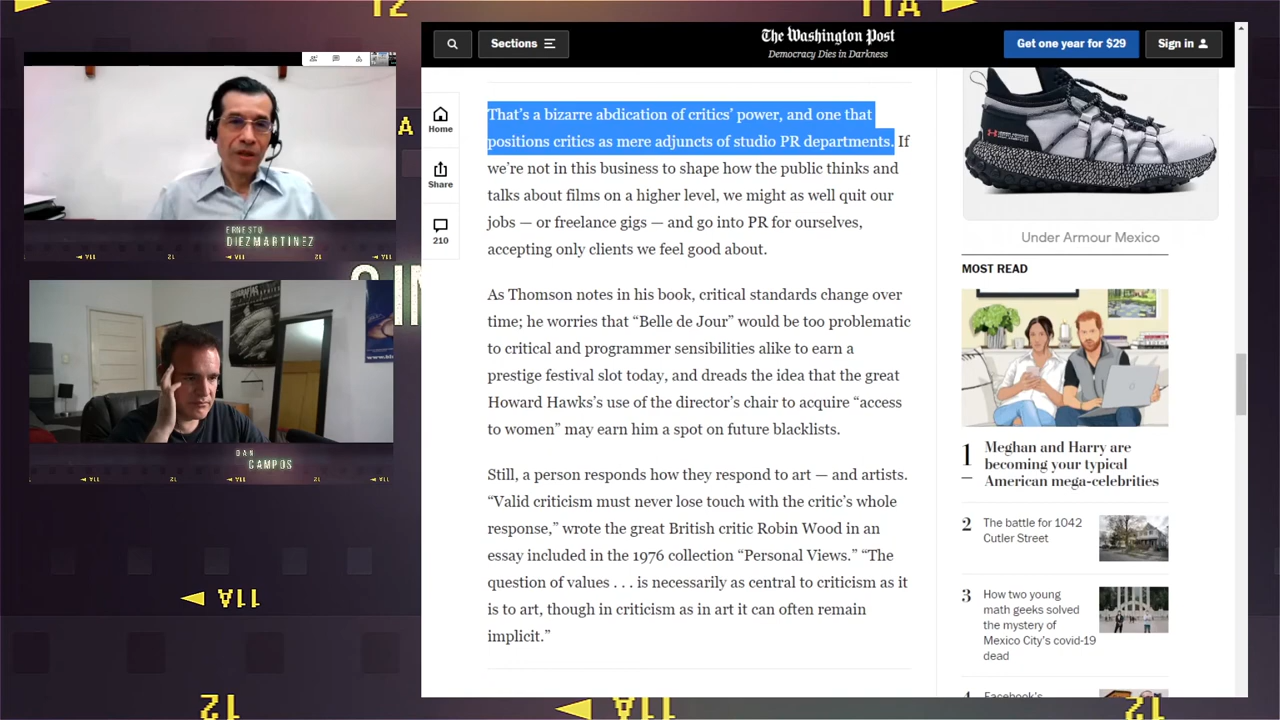 12
11A
The Washington Post
Democracy Dies in Darkness
Sections
Get one year for $29
Sign in
Home
Share
210
That's a bizarre abdication of critics' power, and one that
positions critics as mere adjuncts of studio PR departments. If
we're not in this business to shape how the public thinks and
talks about films on a higher level, we might as well quit our
jobs — or freelance gigs — and go into PR for ourselves,
accepting only clients we feel good about.
As Thomson notes in his book, critical standards change over
time; he worries that “Belle de Jour” would be too problematic
to critical and programmer sensibilities alike to earn a
prestige festival slot today, and dreads the idea that the great
Howard Hawks’s use of the director’s chair to acquire “access
to women” may earn him a spot on future blacklists.
Still, a person responds how they respond to art — and artists.
“Valid criticism must never lose touch with the critic’s whole
response,” wrote the great British critic Robin Wood in an
essay included in the 1976 collection “Personal Views.” “The
question of values . . . is necessarily as central to criticism as it
is to art, though in criticism as in art it can often remain
implicit.”
Under Armour Mexico
MOST READ
1 Meghan and Harry are
becoming your typical
American mega-celebrities
2 The battle for 1042
Cutler Street
3 How two young
math geeks solved
the mystery of
Mexico City's covid-19
dead
4 Facebook's
ERNESTO
DIEZMARTINEZ
DAN
CAMPOS
A
11A
12
11A
12